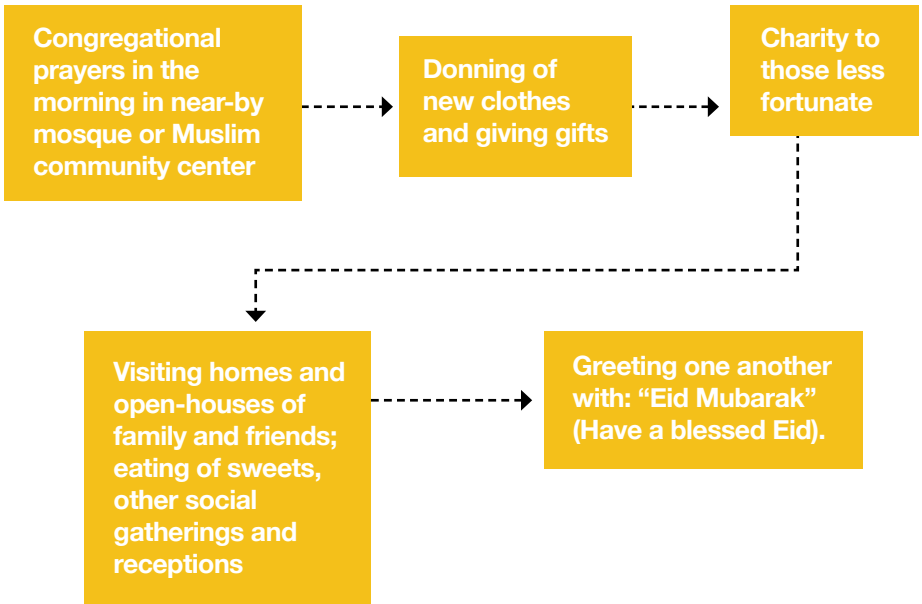 Congregational
prayers in the
morning in near-by
mosque or Muslim
community center
Donning of
new clothes
and giving gifts
Charity to
those less
fortunate
Visiting homes and
open-houses of
family and friends;
eating of sweets,
other social
gatherings and
receptions
Greeting one another
with: “Eid Mubarak”
(Have a blessed Eid).